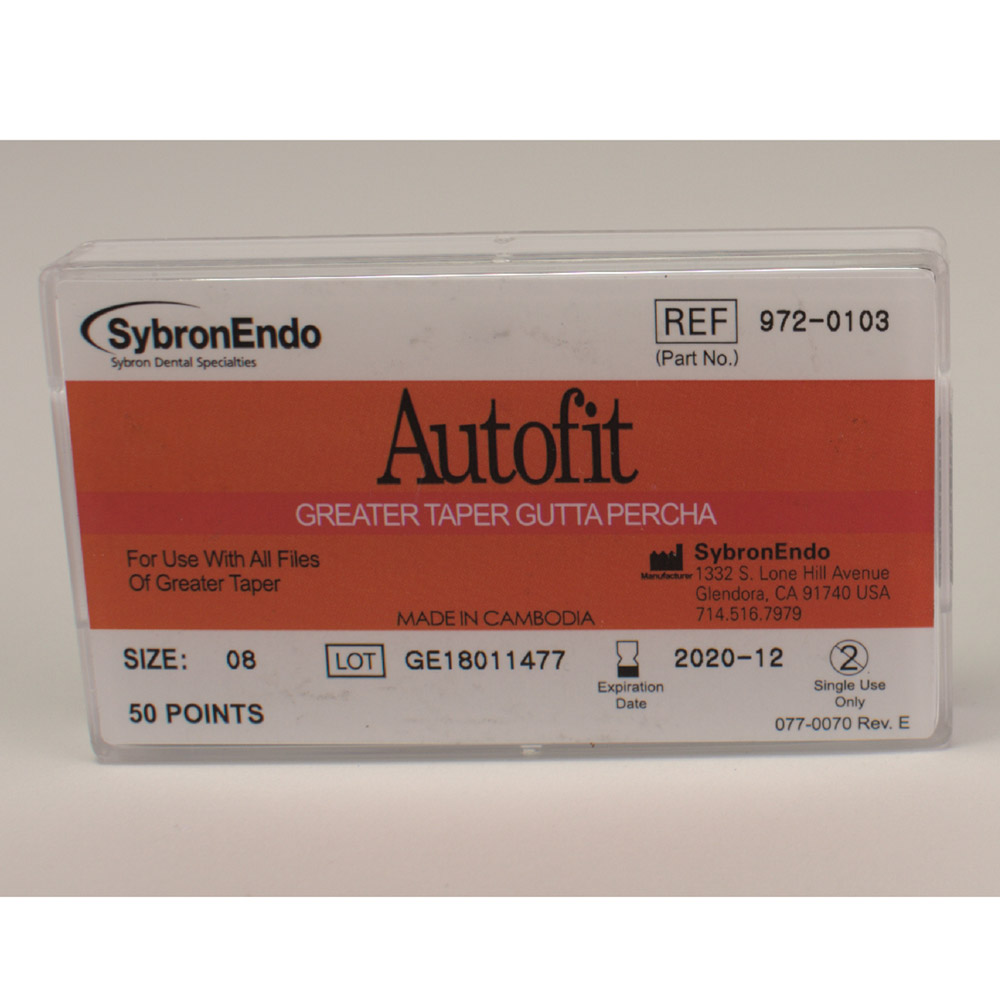 SybronEndo
Sybron Dental Specialties
REF 972-0103
(Part No.)
Autofit
GREATER TAPER GUTTA PERCHA
For Use With All Files
Of Greater Taper
SybronEndo
Manufacturer 1332 S. Lone Hill Avenue
Glendora, CA 91740 USA
714.516.7979
MADE IN CAMBODIA
SIZE: 08 LOT GE18011477 2020-12 2
Expiration
Date
Single Use
Only
50 POINTS
077-0070 Rev. E